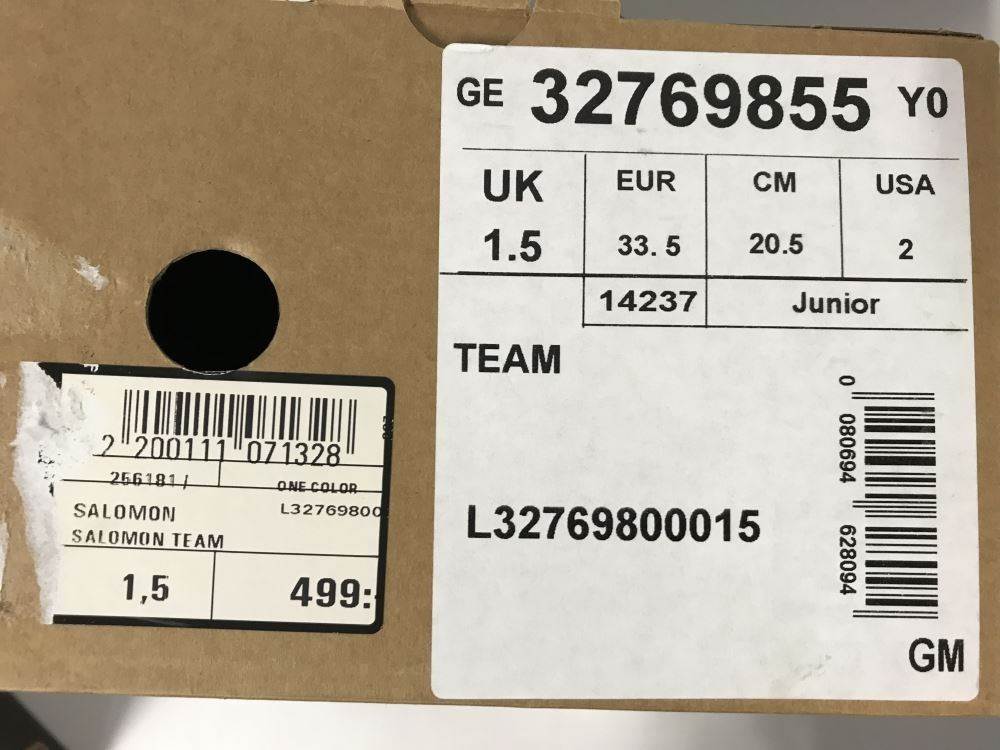 GE 32769855 Y0
UK EUR CM USA
1.5 33. 5 20.5 2
14237 Junior
TEAM
0 080694 628094
L32769800015
GM
2 200111 071328
256181 /
ONE COLOR
SALOMON L32769800
SALOMON TEAM
1,5 499: